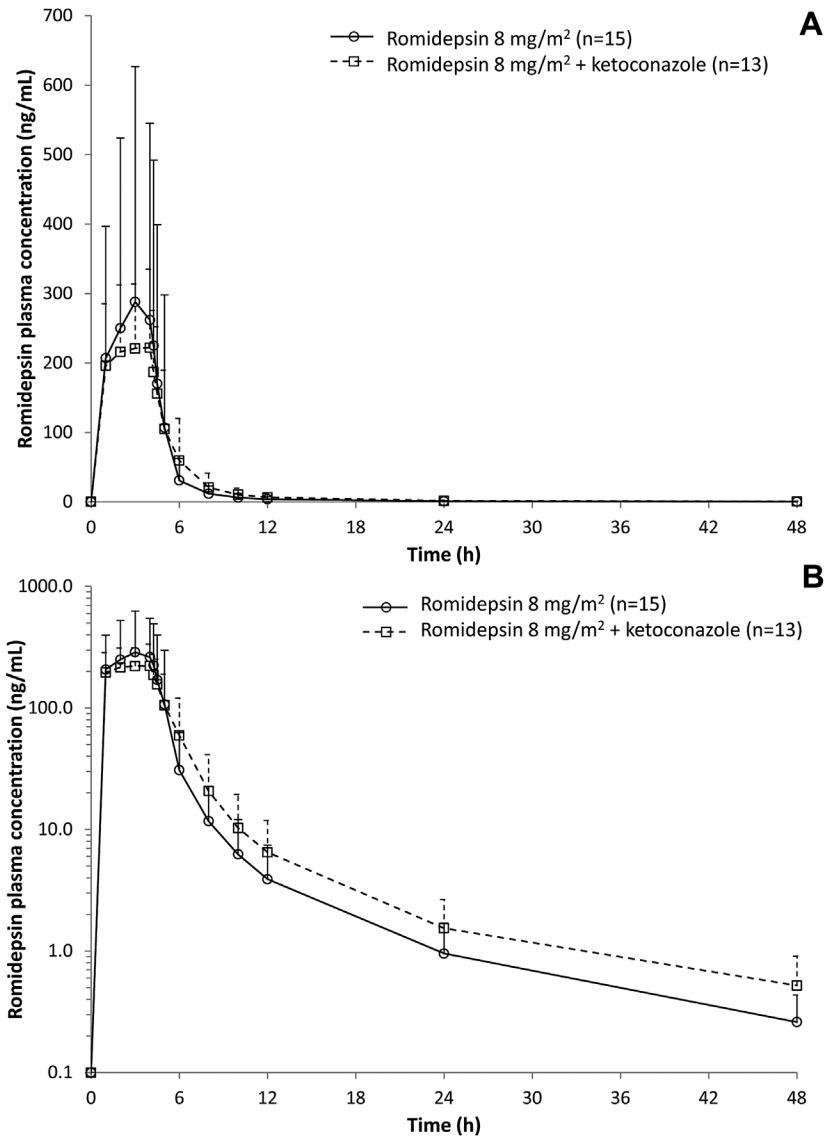 A
Romidepsin 8 mg/m² (n=15)
Romidepsin 8 mg/m² + ketoconazole (n=13)
Romidepsin plasma concentration (ng/mL)
700
600
500
400
300
200
100
0
0 6 12 18 24 30 36 42 48
Time (h)
B
Romidepsin 8 mg/m² (n=15)
Romidepsin 8 mg/m² + ketoconazole (n=13)
Romidepsin plasma concentration (ng/mL)
1000.0
100.0
10.0
1.0
0.1
0 6 12 18 24 30 36 42 48
Time (h)